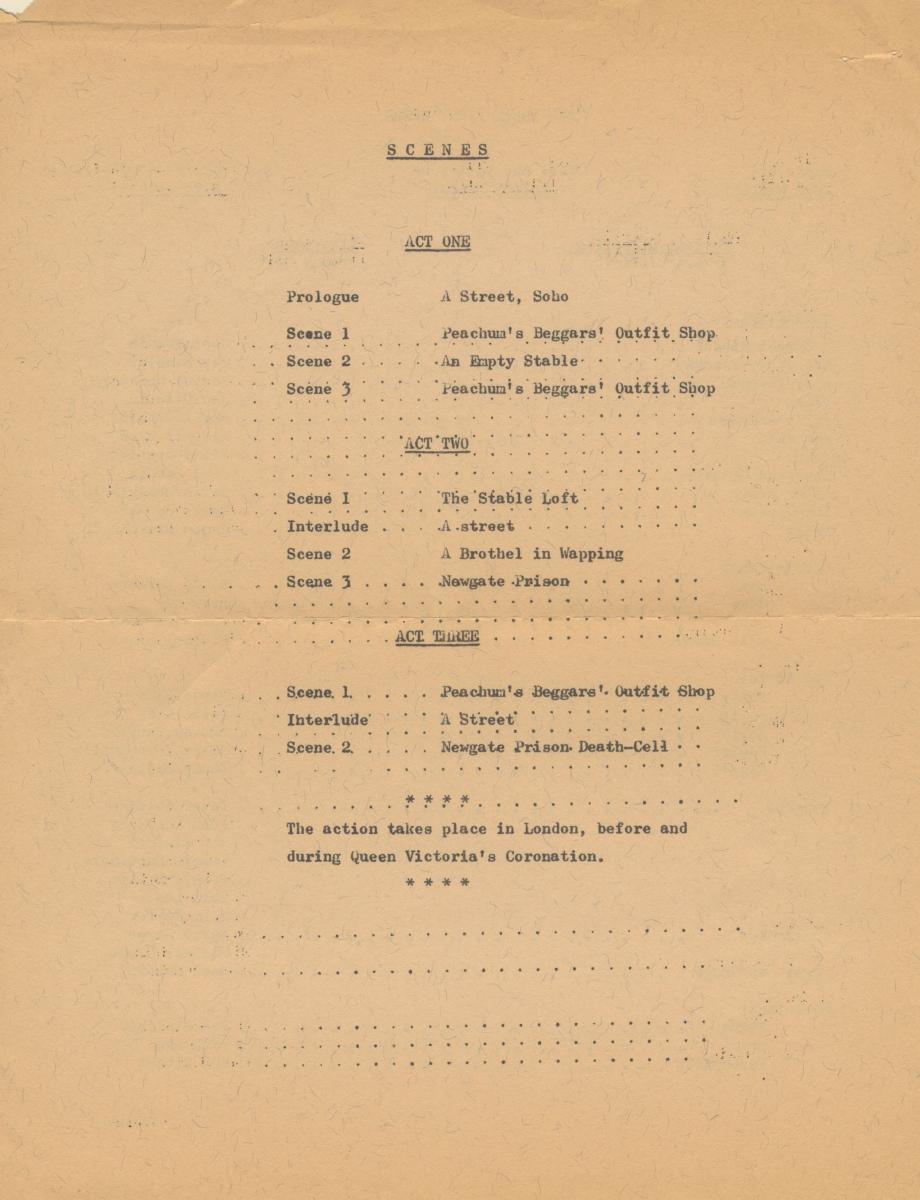 S C E N E S
ACT ONE
Prologue A Street, Soho
Scene 1 Peachum's Beggars' Outfit Shop
Scene 2 An Empty Stable
Scene 3 Peachum's Beggars' Outfit Shop
ACT TWO
Scene I The Stable Loft
Interlude A street
Scene 2 A Brothel in Wapping
Scene 3 Newgate Prison
ACT THREE
Scene 1 Peachum's Beggars' Outfit Shop
Interlude A Street
Scene 2 Newgate Prison Death-Cell
* * * *
The action takes place in London, before and
during Queen Victoria's Coronation.
* * * *